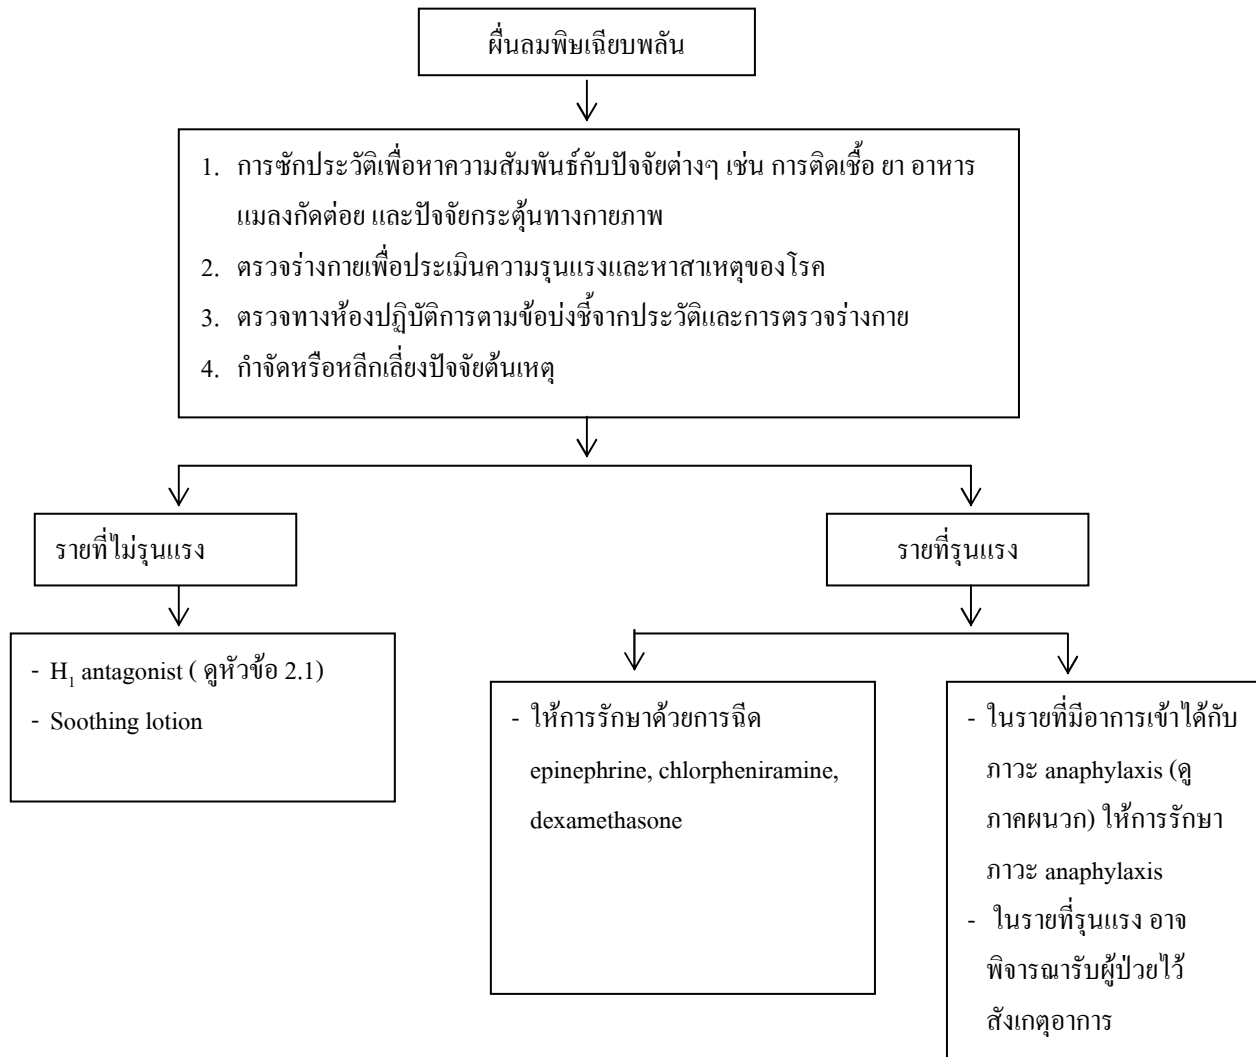 ผื่นลมพิษเฉียบพลัน
1. การซักประวัติเพื่อหาความสัมพันธ์กับปัจจัยต่างๆ เช่น การติดเชื้อ ยา อาหาร
แมลงกัดต่อย และปัจจัยกระตุ้นทางกายภาพ
2. ตรวจร่างกายเพื่อประเมินความรุนแรงและหาสาเหตุของโรค
3. ตรวจทางห้องปฏิบัติการตามข้อบ่งชี้จากประวัติและการตรวจร่างกาย
4. กำจัดหรือหลีกเลี่ยงปัจจัยต้นเหตุ
รายที่ไม่รุนแรง
รายที่รุนแรง
- H₁ antagonist ( ดูหัวข้อ 2.1)
- Soothing lotion
- ให้การรักษาด้วยการฉีด
epinephrine, chlorpheniramine,
dexamethasone
- ในรายที่มีอาการเข้าได้กับ
ภาวะ anaphylaxis (ดู
ภาคผนวก) ให้การรักษา
ภาวะ anaphylaxis
- ในรายที่รุนแรง อาจ
พิจารณารับผู้ป่วยไว้
สังเกตุอาการ